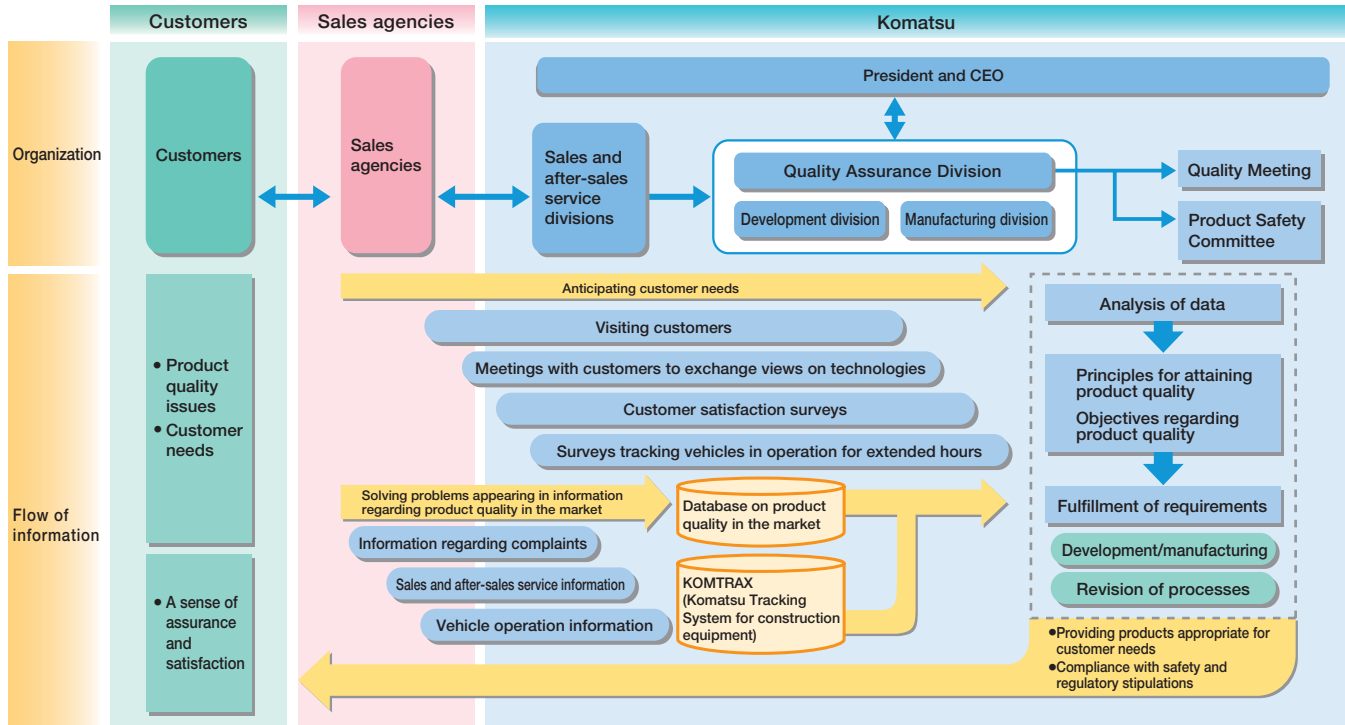 Customers
Sales agencies
Komatsu
Organization
Customers
Sales
agencies
President and CEO
Sales and
after-sales
service
divisions
Quality Assurance Division
Development division
Manufacturing division
Quality Meeting
Product Safety
Committee
Flow of
information
• Product
quality
issues
• Customer
needs
• A sense of
assurance
and
satisfaction
Anticipating customer needs
Visiting customers
Meetings with customers to exchange views on technologies
Customer satisfaction surveys
Surveys tracking vehicles in operation for extended hours
Solving problems appearing in information
regarding product quality in the market
Information regarding complaints
Sales and after-sales service information
Vehicle operation information
Database on product
quality in the market
KOMTRAX
(Komatsu Tracking
System for construction
equipment)
Analysis of data
Principles for attaining
product quality
Objectives regarding
product quality
Fulfillment of requirements
Development/manufacturing
Revision of processes
●Providing products appropriate for
customer needs
●Compliance with safety and
regulatory stipulations